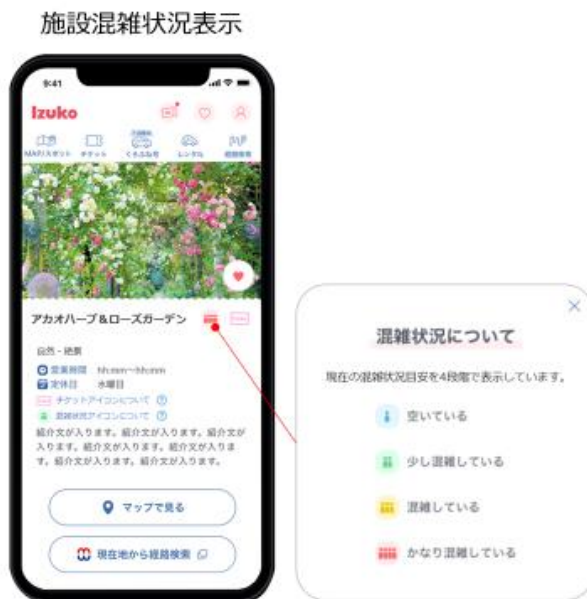 施設混雑状況表示
9:41
Izuko
MAP/スポット
チケット
くろふね号
レンタル
経路検索
アカオハーブ&ローズガーデン
自然・絶景
営業期間 hh:mm〜hh:mm
定休日 水曜日
チケットアイコンについて ?
混雑状況アイコンについて ?
紹介文が入ります。紹介文が入ります。紹介文が
入ります。紹介文が入ります。紹介文が入りま
す。紹介文が入ります。紹介文が入ります。
マップで見る
現在地から経路検索
混雑状況について
現在の混雑状況目安を4段階で表示しています。
空いている
少し混雑している
混雑している
かなり混雑している